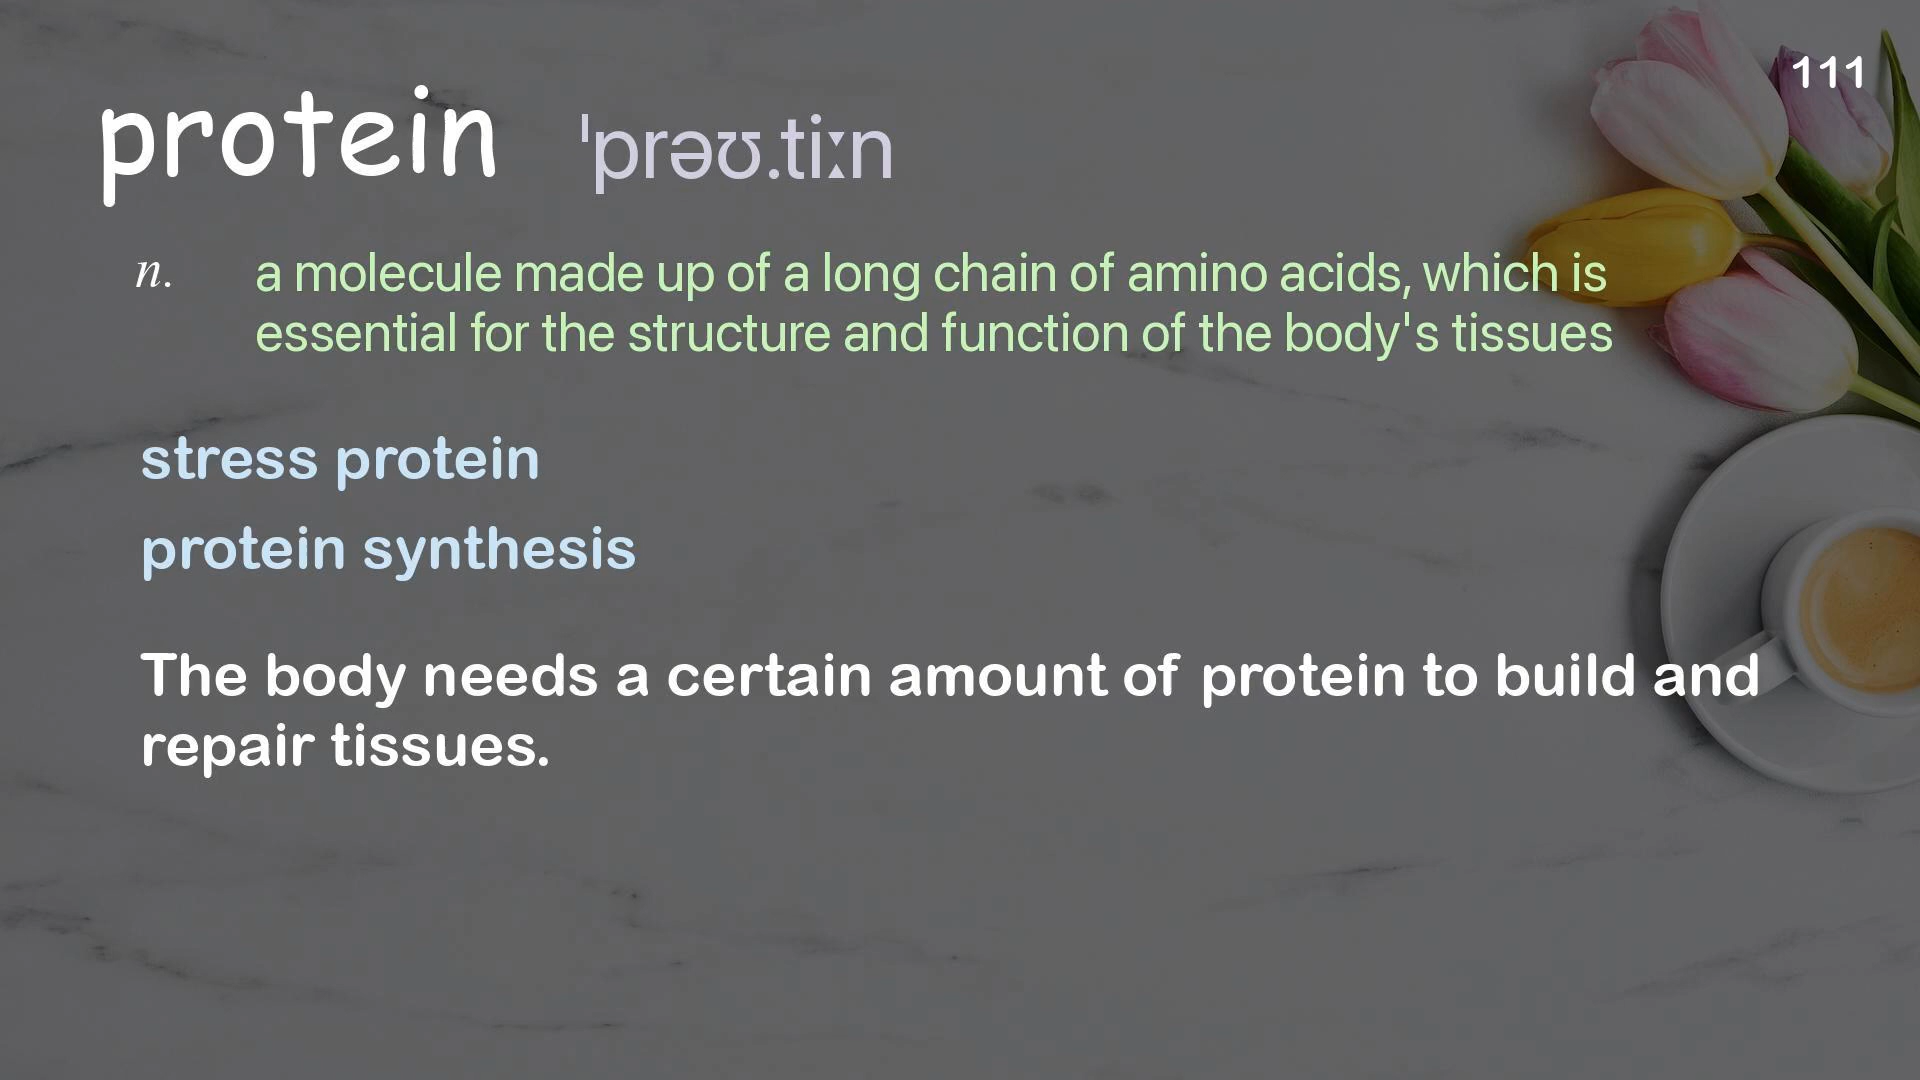 111
protein ˈprəʊ.tiːn
n. a molecule made up of a long chain of amino acids, which is
essential for the structure and function of the body's tissues
stress protein
protein synthesis
The body needs a certain amount of protein to build and
repair tissues.